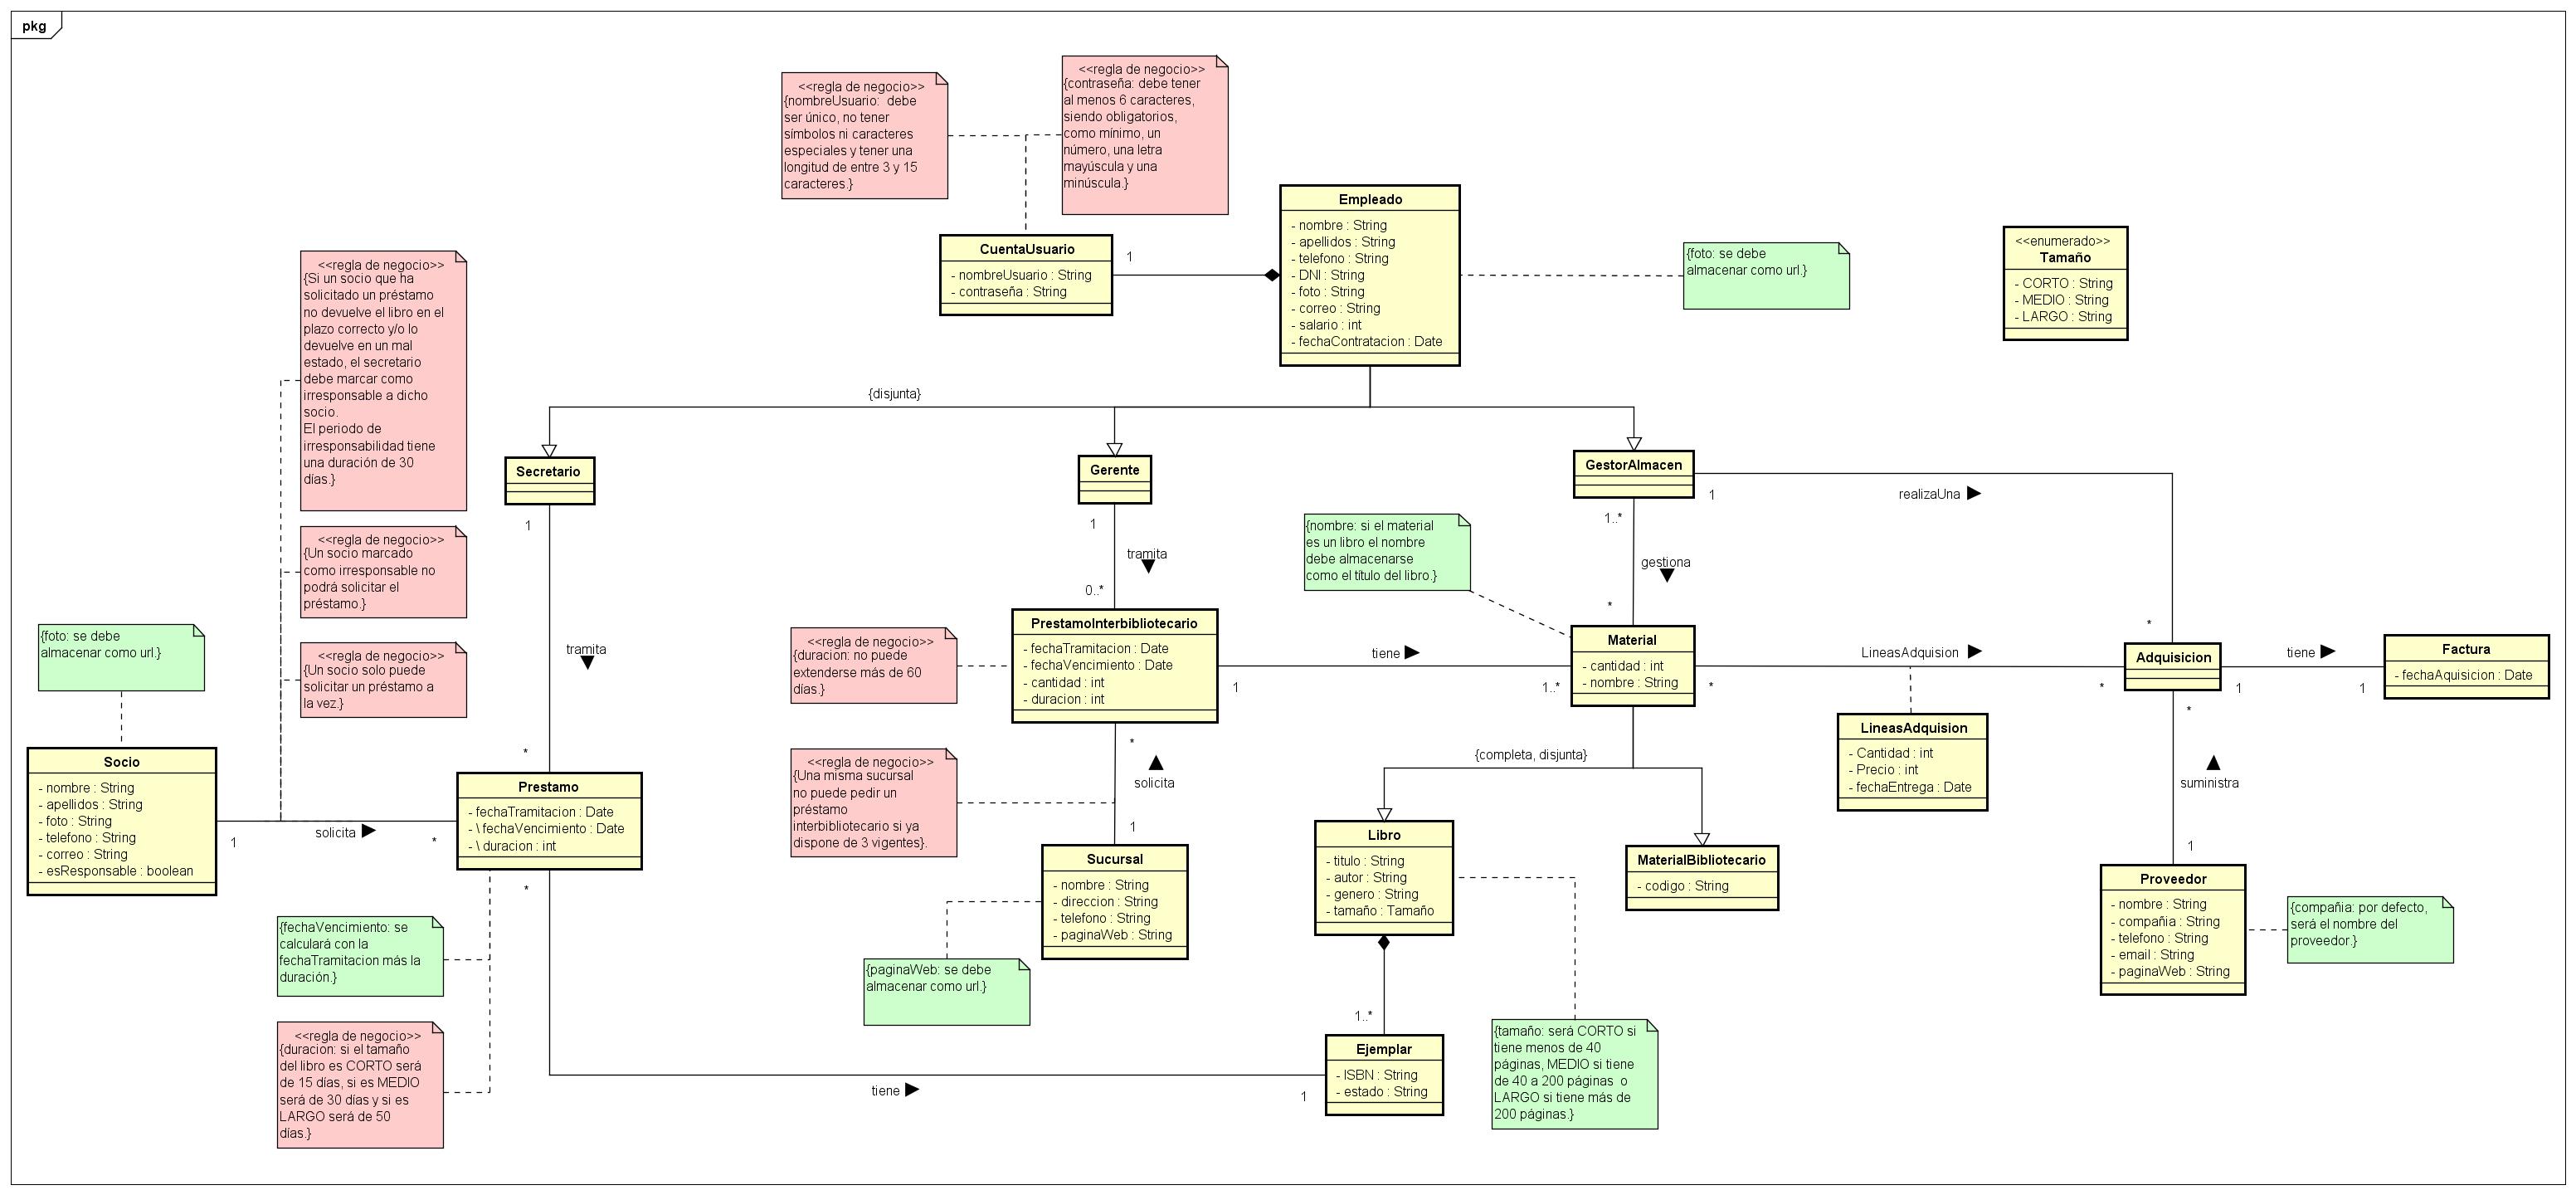 pkg
<<regla de negocio>>
{nombreUsuario:  debe
ser único, no tener
símbolos ni caracteres
especiales y tener una
longitud de entre 3 y 15
caracteres.}
<<regla de negocio>>
{contraseña: debe tener
al menos 6 caracteres,
siendo obligatorios,
como mínimo, un
número, una letra
mayúscula y una
minúscula.}
CuentaUsuario
- nombreUsuario : String
- contraseña : String
1
Empleado
- nombre : String
- apellidos : String
- telefono : String
- DNI : String
- foto : String
- correo : String
- salario : int
- fechaContratacion : Date
{foto: se debe
almacenar como url.}
<<enumerado>>
Tamaño
- CORTO : String
- MEDIO : String
- LARGO : String
{disjunta}
<<regla de negocio>>
{Si un socio que ha
solicitado un préstamo
no devuelve el libro en el
plazo correcto y/o lo
devuelve en un mal
estado, el secretario
debe marcar como
irresponsable a dicho
socio.
El periodo de
irresponsabilidad tiene
una duración de 30
días.}
<<regla de negocio>>
{Un socio marcado
como irresponsable no
podrá solicitar el
préstamo.}
<<regla de negocio>>
{Un socio solo puede
solicitar un préstamo a
la vez.}
{foto: se debe
almacenar como url.}
Secretario
1
tramita
*
Gerente
1
tramita
0..*
GestorAlmacen
1
realizaUna
*
1..*
gestiona
*
{nombre: si el material
es un libro el nombre
debe almacenarse
como el título del libro.}
PrestamoInterbibliotecario
- fechaTramitacion : Date
- fechaVencimiento : Date
- cantidad : int
- duracion : int
<<regla de negocio>>
{duracion: no puede
extenderse más de 60
días.}
tiene
1
1..*
Material
- cantidad : int
- nombre : String
LineasAdquision
*
*
Adquisicion
tiene
1
1
Factura
- fechaAquisicion : Date
LineasAdquision
- Cantidad : int
- Precio : int
- fechaEntrega : Date
*
suministra
1
Proveedor
- nombre : String
- compañia : String
- telefono : String
- email : String
- paginaWeb : String
{compañia: por defecto,
será el nombre del
proveedor.}
{completa, disjunta}
<<regla de negocio>>
{Una misma sucursal
no puede pedir un
préstamo
interbibliotecario si ya
dispone de 3 vigentes}.
*
solicita
1
Sucursal
- nombre : String
- direccion : String
- telefono : String
- paginaWeb : String
{paginaWeb: se debe
almacenar como url.}
Socio
- nombre : String
- apellidos : String
- foto : String
- telefono : String
- correo : String
- esResponsable : boolean
1
solicita
*
Prestamo
- fechaTramitacion : Date
- \ fechaVencimiento : Date
- \ duracion : int
*
{fechaVencimiento: se
calculará con la
fechaTramitacion más la
duración.}
<<regla de negocio>>
{duracion: si el tamaño
del libro es CORTO será
de 15 días, si es MEDIO
será de 30 días y si es
LARGO será de 50
días.}
Libro
- titulo : String
- autor : String
- genero : String
- tamaño : Tamaño
MaterialBibliotecario
- codigo : String
1..*
Ejemplar
- ISBN : String
- estado : String
tiene
1
{tamaño: será CORTO si
tiene menos de 40
páginas, MEDIO si tiene
de 40 a 200 páginas  o
LARGO si tiene más de
200 páginas.}